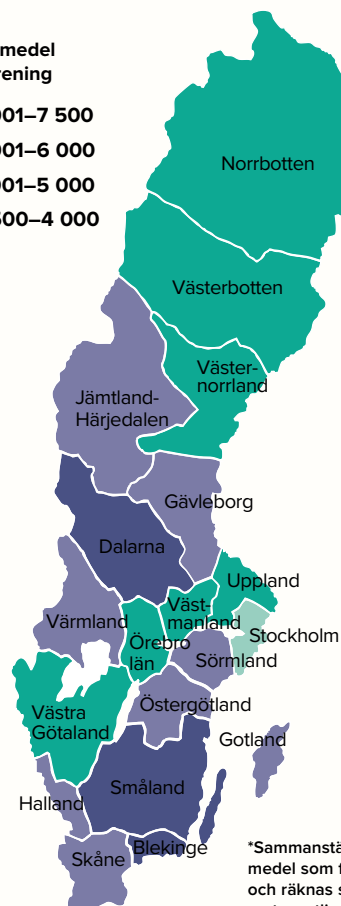 medel
rening
001–7 500
001–6 000
001–5 000
500–4 000
Norrbotten
Västerbotten
Väster-
norrland
Jämtland-
Härjedalen
Gävleborg
Dalarna
Uppland
Väst-
manland
Värmland
Örebro
län
Stockholm
Sörmland
Västra
Götaland
Östergötland
Gotland
Småland
Halland
Blekinge
Skåne
*Sammanstä
medel som f
och räknas s